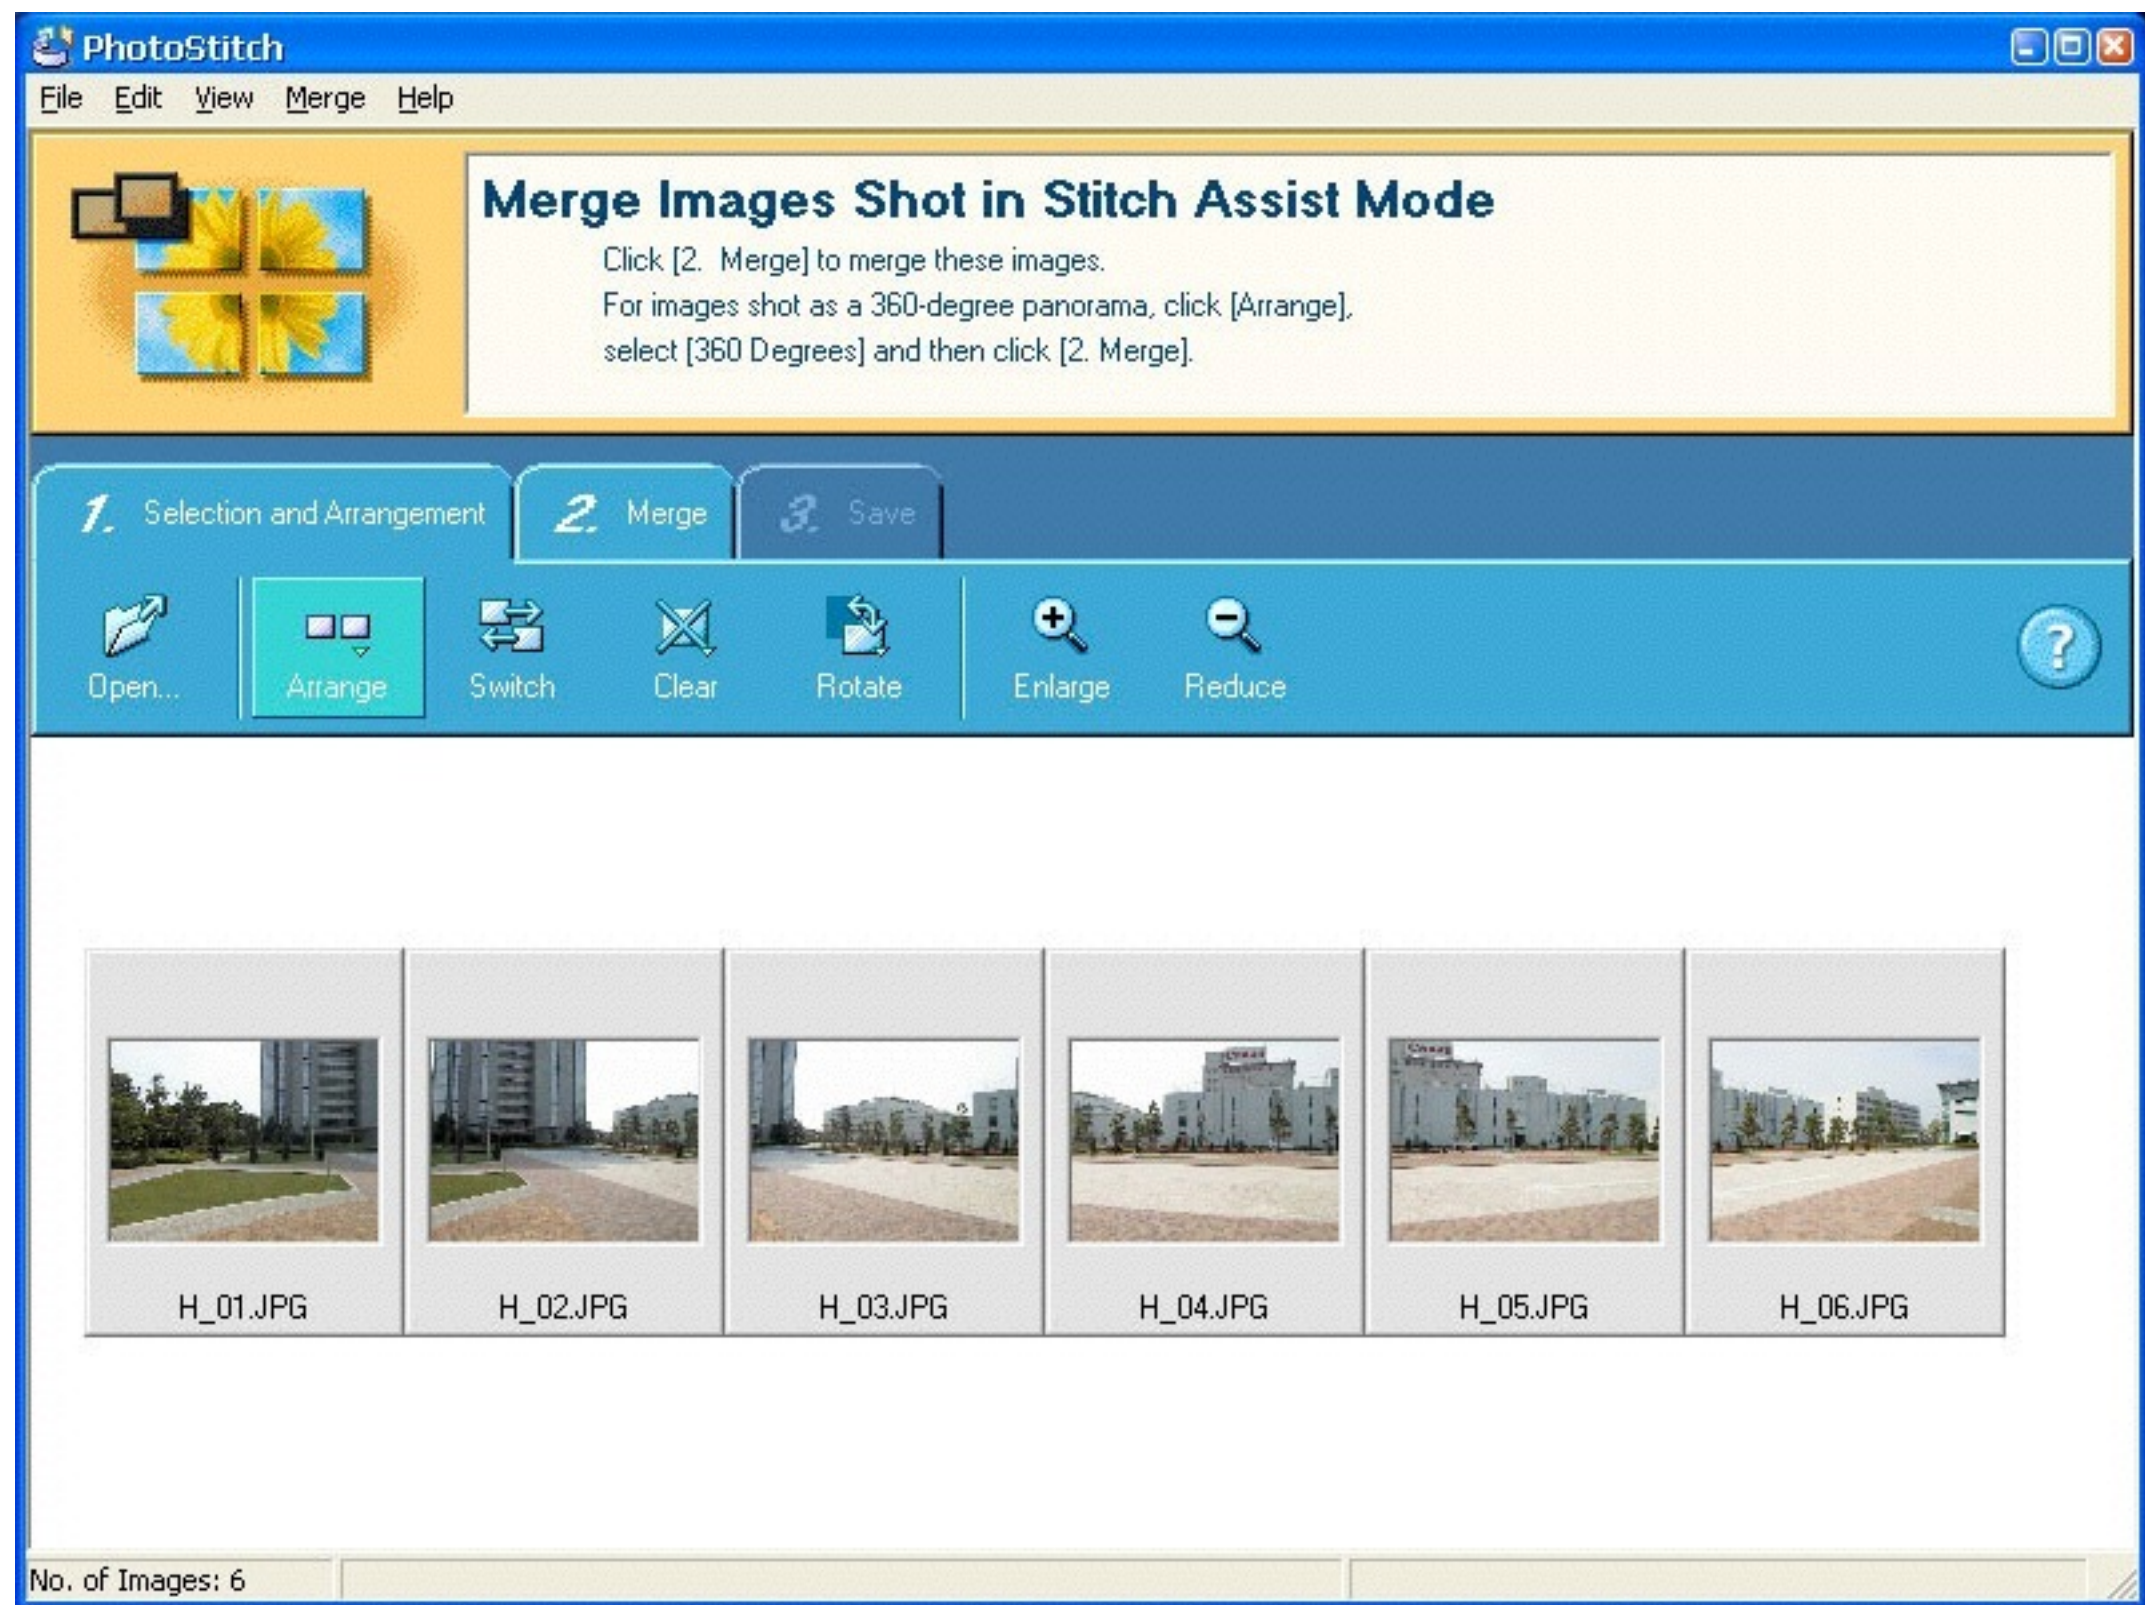 PhotoStitch
File Edit View Merge Help
Merge Images Shot in Stitch Assist Mode
Click [2. Merge] to merge these images.
For images shot as a 360-degree panorama, click [Arrange],
select [360 Degrees] and then click [2. Merge].
1. Selection and Arrangement 2. Merge 3. Save
Open... Arrange Switch Clear Rotate Enlarge Reduce ?
H_01.JPG H_02.JPG H_03.JPG H_04.JPG H_05.JPG H_06.JPG
No. of Images: 6